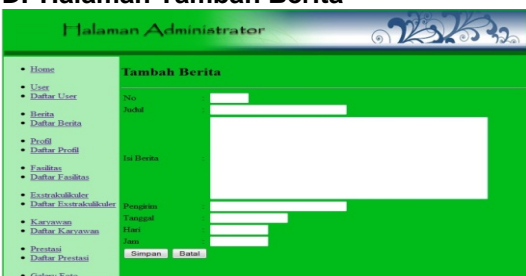 D. Halaman Tambah Berita
Halaman Administrator
Home
User
Daftar User
Berita
Daftar Berita
Profil
Daftar Profil
Fasilitas
Daftar Fasilitas
Exstrakulikuler
Daftar Exstrakulikuler
Karyawan
Daftar Karyawan
Prestasi
Daftar Prestasi
Galery Foto
Tambah Berita
No :
Judul :
Isi Berita :
Pengirim :
Tanggal :
Hari :
Jam :
Simpan Batal